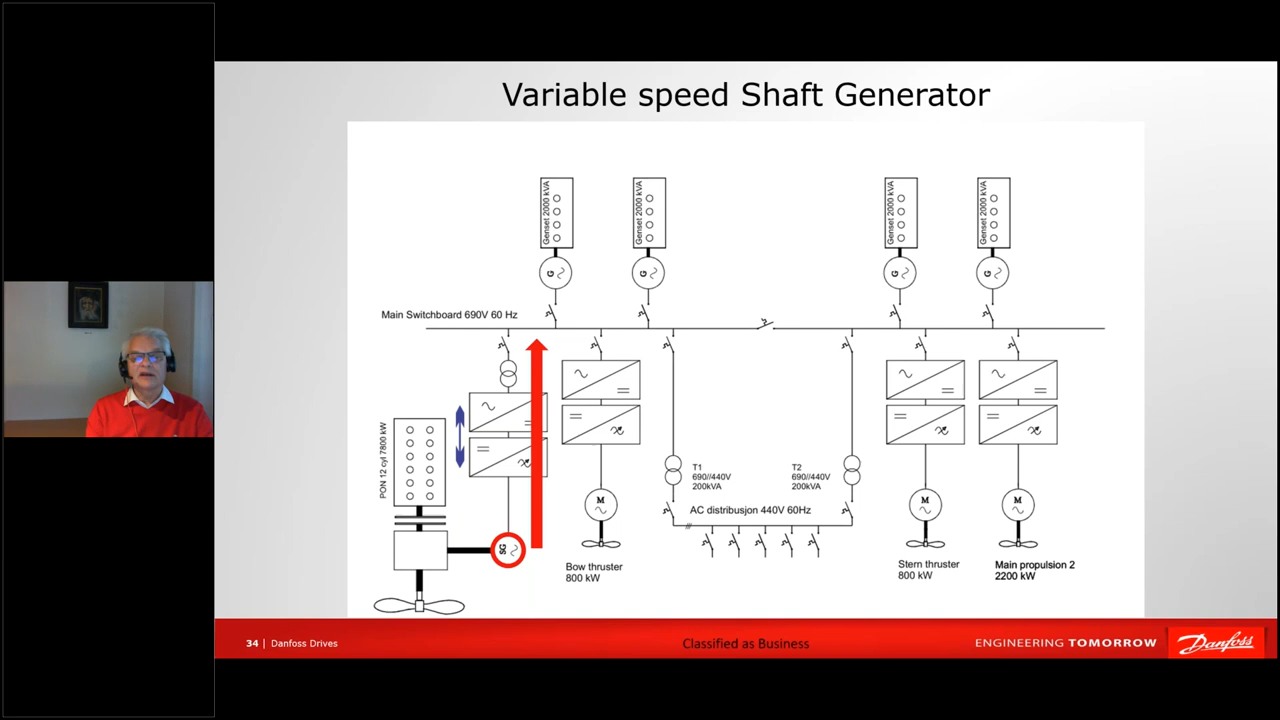 Variable speed Shaft Generator
Genset 2000 kVA
Genset 2000 kVA
Genset 2000 kVA
Genset 2000 kVA
G
G
G
G
Main Switchboard 690V 60 Hz
PON 12 cyl 7800 kW
T1
690//440V
200kVA
T2
690//440V
200kVA
M
M
M
AC distribusjon 440V 60Hz
SG
Bow thruster
800 kW
Stern thruster
800 kW
Main propulsion 2
2200 kW
34 | Danfoss Drives
Classified as Business
ENGINEERING TOMORROW
Danfoss